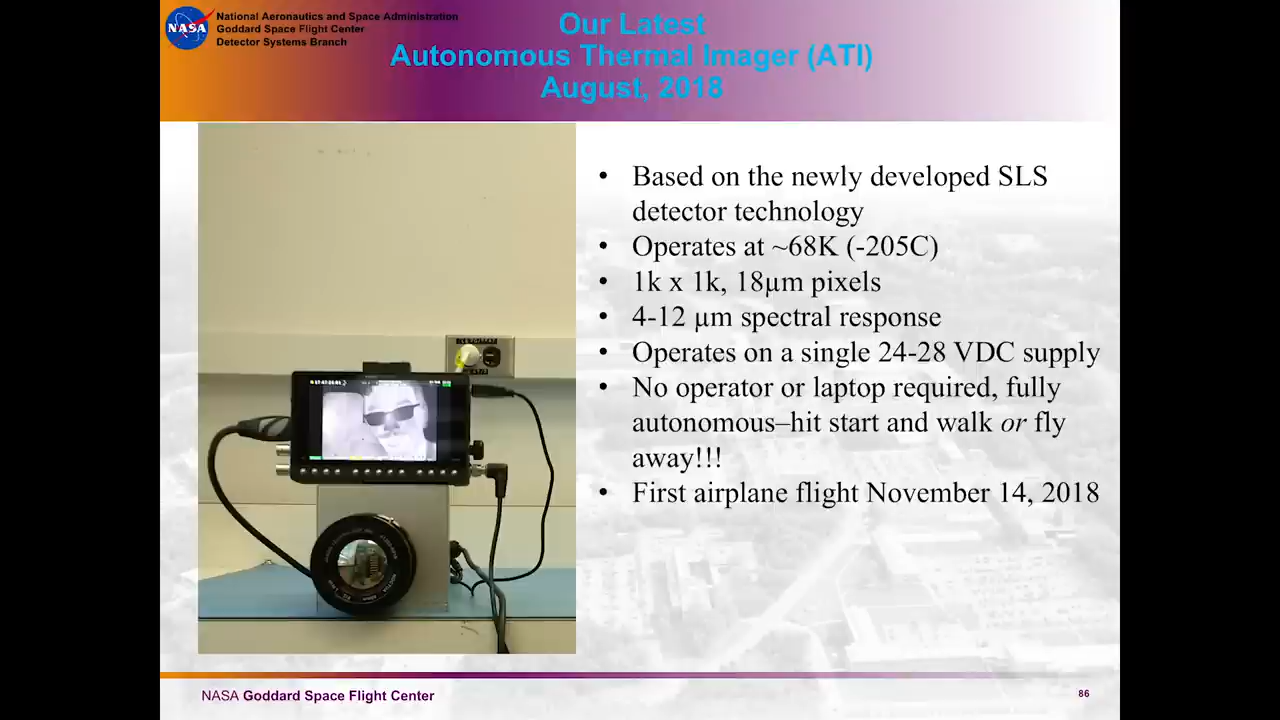 NASA
National Aeronautics and Space Administration
Goddard Space Flight Center
Detector Systems Branch
Our Latest
Autonomous Thermal Imager (ATI)
August, 2018
• Based on the newly developed SLS
detector technology
• Operates at ~68K (-205C)
• 1k x 1k, 18µm pixels
• 4-12 µm spectral response
• Operates on a single 24-28 VDC supply
• No operator or laptop required, fully
autonomous–hit start and walk or fly
away!!!
• First airplane flight November 14, 2018
NASA Goddard Space Flight Center
86